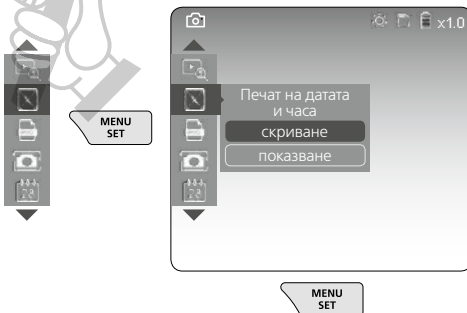 x1.0
MENU
SET
Печат на датата
и часа
скриване
показване
MENU
SET